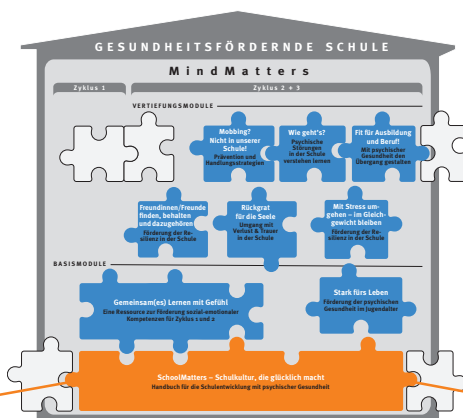 GESUNDHEITSFÖRDERNDE SCHULE
MindMatters
Zyklus 1
Zyklus 2 + 3
VERTIEFUNGSMODULE
Mobbing?
Nicht in unserer
Schule!
Prävention und
Handlungsstrategien
Wie geht's?
Psychische
Störungen
in der Schule
verstehen lernen
Fit für Ausbildung
und Beruf!
Mit psychischer
Gesundheit den
Übergang gestalten
Freundinnen/Freunde
finden, behalten
und dazugehören
Förderung der Re-
silienz in der Schule
Rückgrat
für die Seele
Umgang mit
Verlust & Trauer
in der Schule
Mit Stress um-
gehen – im Gleich-
gewicht bleiben
Förderung der Re-
silienz in der Schule
BASISMODULE
Gemeinsam(es) Lernen mit Gefühl
Eine Ressource zur Förderung sozial-emotionaler
Kompetenzen für Zyklus 1 und 2
Stark fürs Leben
Förderung der psychischen
Gesundheit im Jugendalter
SchoolMatters – Schulkultur, die glücklich macht
Handbuch für die Schulentwicklung mit psychischer Gesundheit